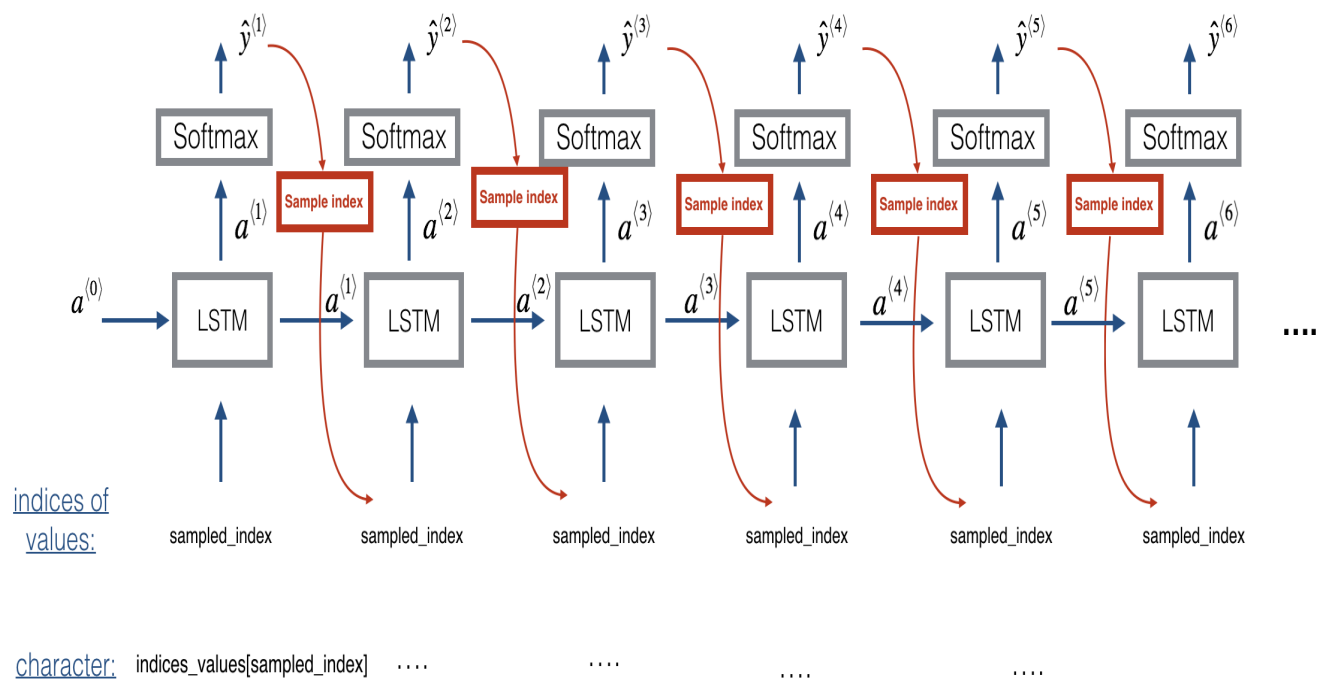 ŷ⟨1⟩ ŷ⟨2⟩ ŷ⟨3⟩ ŷ⟨4⟩ ŷ⟨5⟩ ŷ⟨6⟩
Softmax Softmax Softmax Softmax Softmax Softmax
Sample index Sample index Sample index Sample index Sample index
a⟨1⟩ a⟨2⟩ a⟨3⟩ a⟨4⟩ a⟨5⟩ a⟨6⟩
a⟨0⟩ a⟨1⟩ a⟨2⟩ a⟨3⟩ a⟨4⟩ a⟨5⟩
LSTM LSTM LSTM LSTM LSTM LSTM ....
indices of
values: sampled_index sampled_index sampled_index sampled_index sampled_index sampled_index
character: indices_values[sampled_index] .... .... .... ....